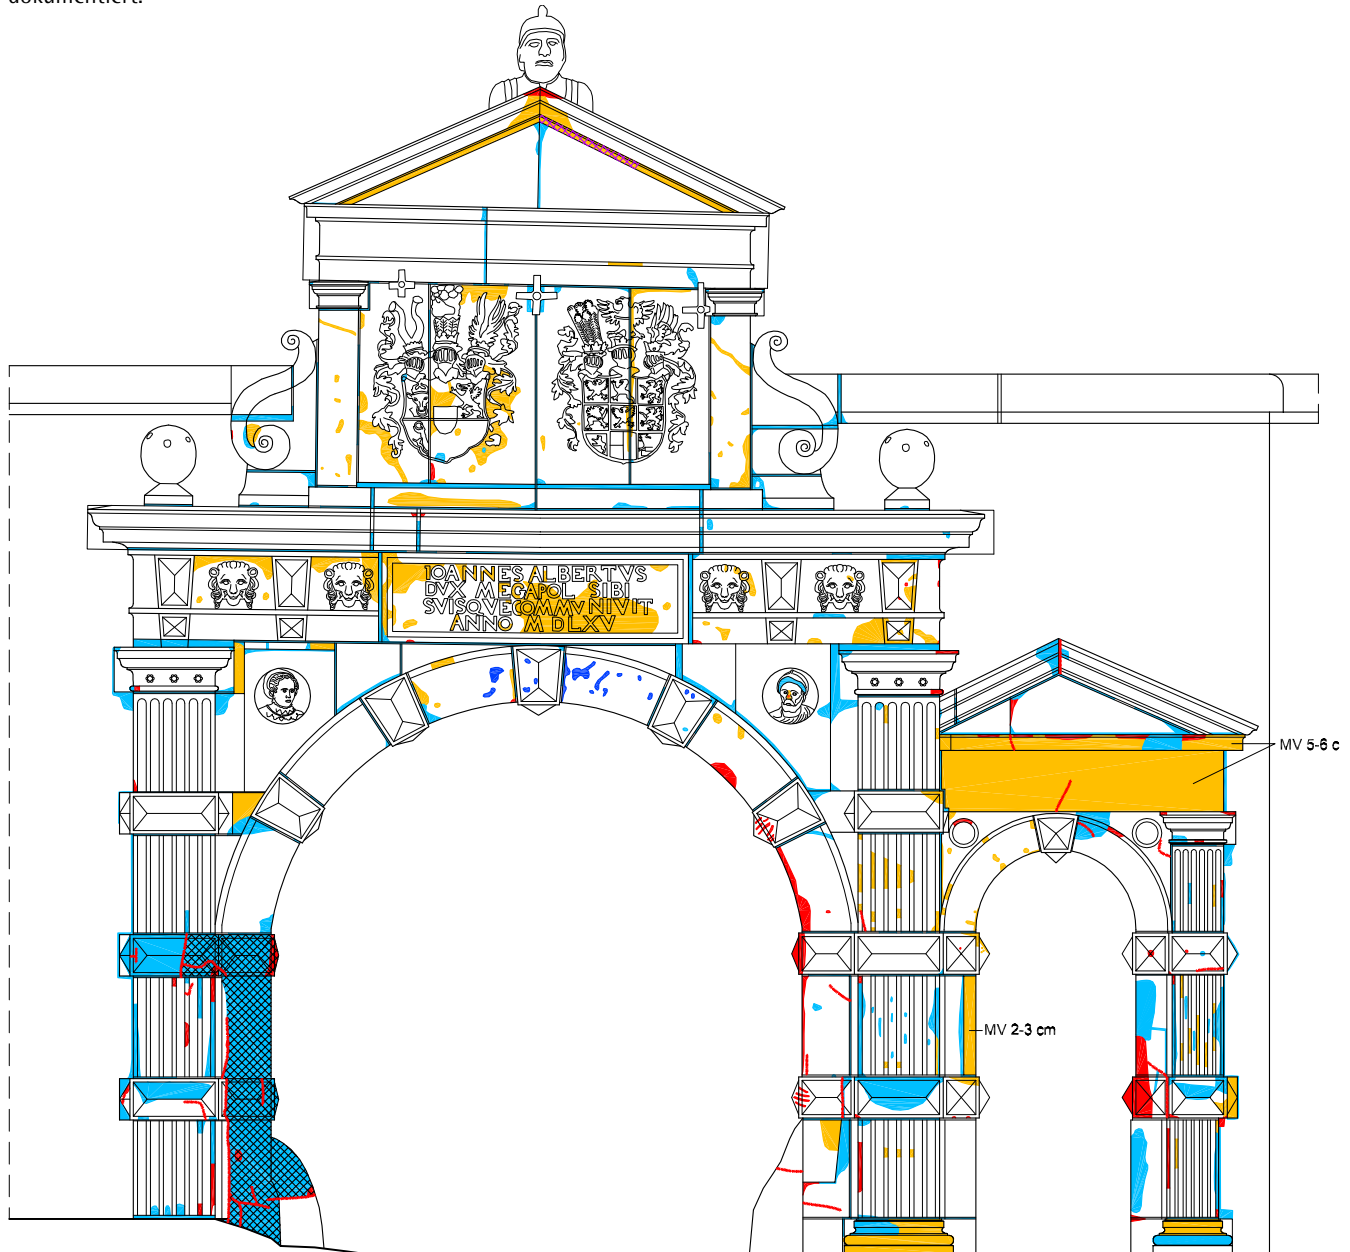 dokumentiert.
IOANNES ALBERTVS
DVX MEGAPOL SIBI
SVISQVE COMMVNIVIT
ANNO M DLXV
MV 5-6 c
MV 2-3 cm